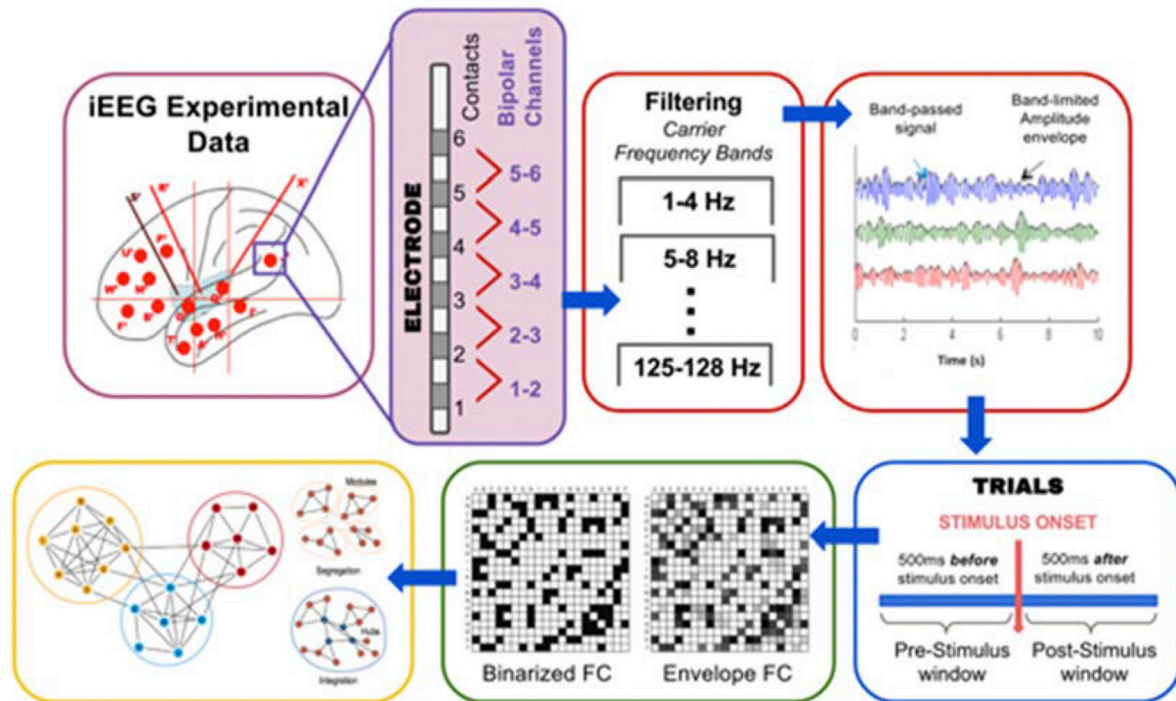 iEEG Experimental
Data
ELECTRODE
Contacts
Bipolar
Channels
6
5
4
3
2
1
5-6
4-5
3-4
2-3
1-2
Filtering
Carrier
Frequency Bands
1-4 Hz
5-8 Hz
125-128 Hz
Band-passed
signal
Band-limited
Amplitude
envelope
0 2 4 6 8 10
Time (s)
TRIALS
STIMULUS ONSET
500ms before
stimulus onset
500ms after
stimulus onset
Pre-Stimulus
window
Post-Stimulus
window
Binarized FC
Envelope FC
Modules
Segregation
Hubs
Integration